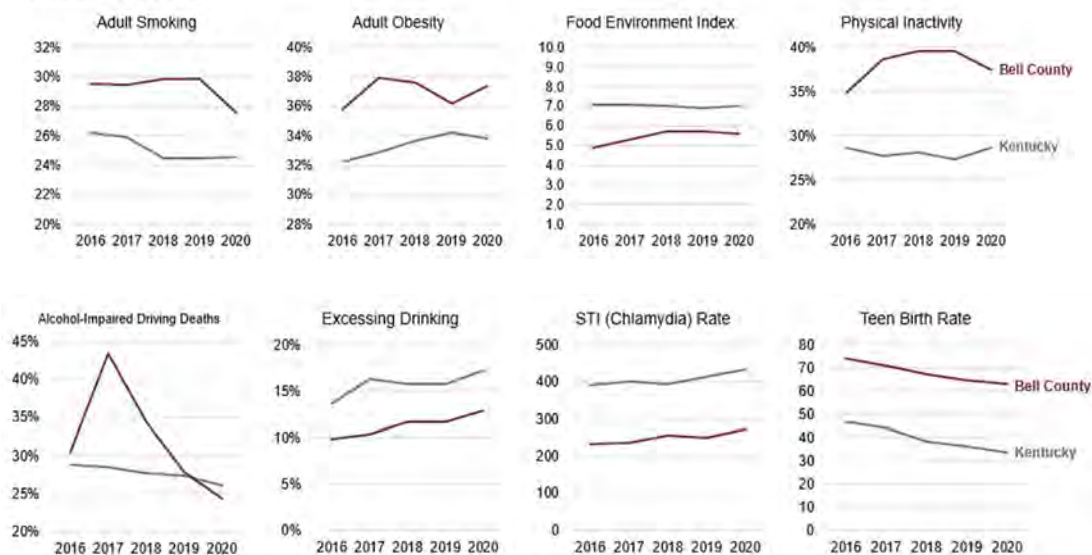 Adult Smoking
32%
30%
28%
26%
24%
22%
20%
2016 2017 2018 2019 2020
Adult Obesity
40%
38%
36%
34%
32%
30%
28%
2016 2017 2018 2019 2020
Food Environment Index
10.0
9.0
8.0
7.0
6.0
5.0
4.0
3.0
2.0
1.0
2016 2017 2018 2019 2020
Physical Inactivity
40%
35%
30%
25%
20%
Bell County
Kentucky
2016 2017 2018 2019 2020
Alcohol-Impaired Driving Deaths
45%
40%
35%
30%
25%
20%
2016 2017 2018 2019 2020
Excessing Drinking
20%
15%
10%
5%
0%
2016 2017 2018 2019 2020
STI (Chlamydia) Rate
500
400
300
200
100
0
2016 2017 2018 2019 2020
Teen Birth Rate
80
70
60
50
40
30
20
10
0
Bell County
Kentucky
2016 2017 2018 2019 2020